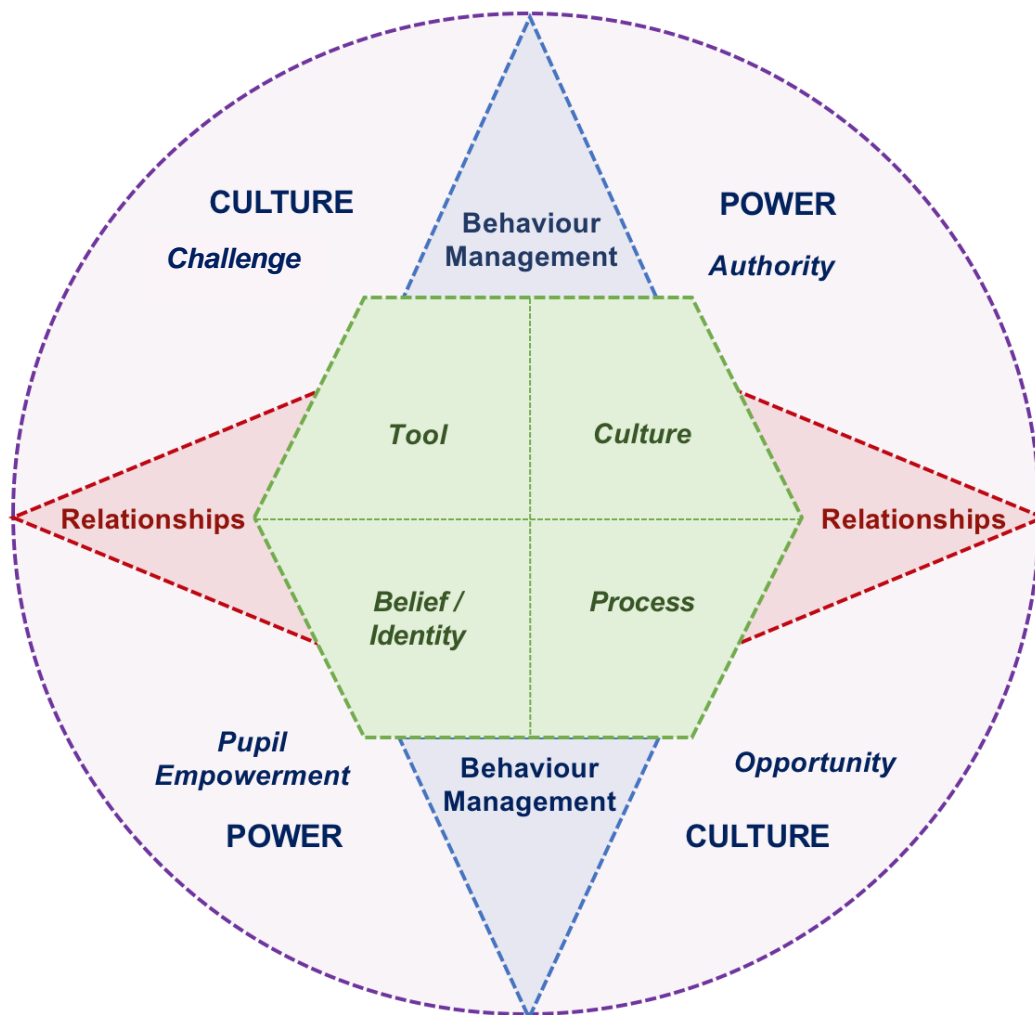 CULTURE
Challenge
Behaviour
Management
POWER
Authority
Tool
Culture
Relationships
Relationships
Belief /
Identity
Process
Pupil
Empowerment
POWER
Behaviour
Management
Opportunity
CULTURE